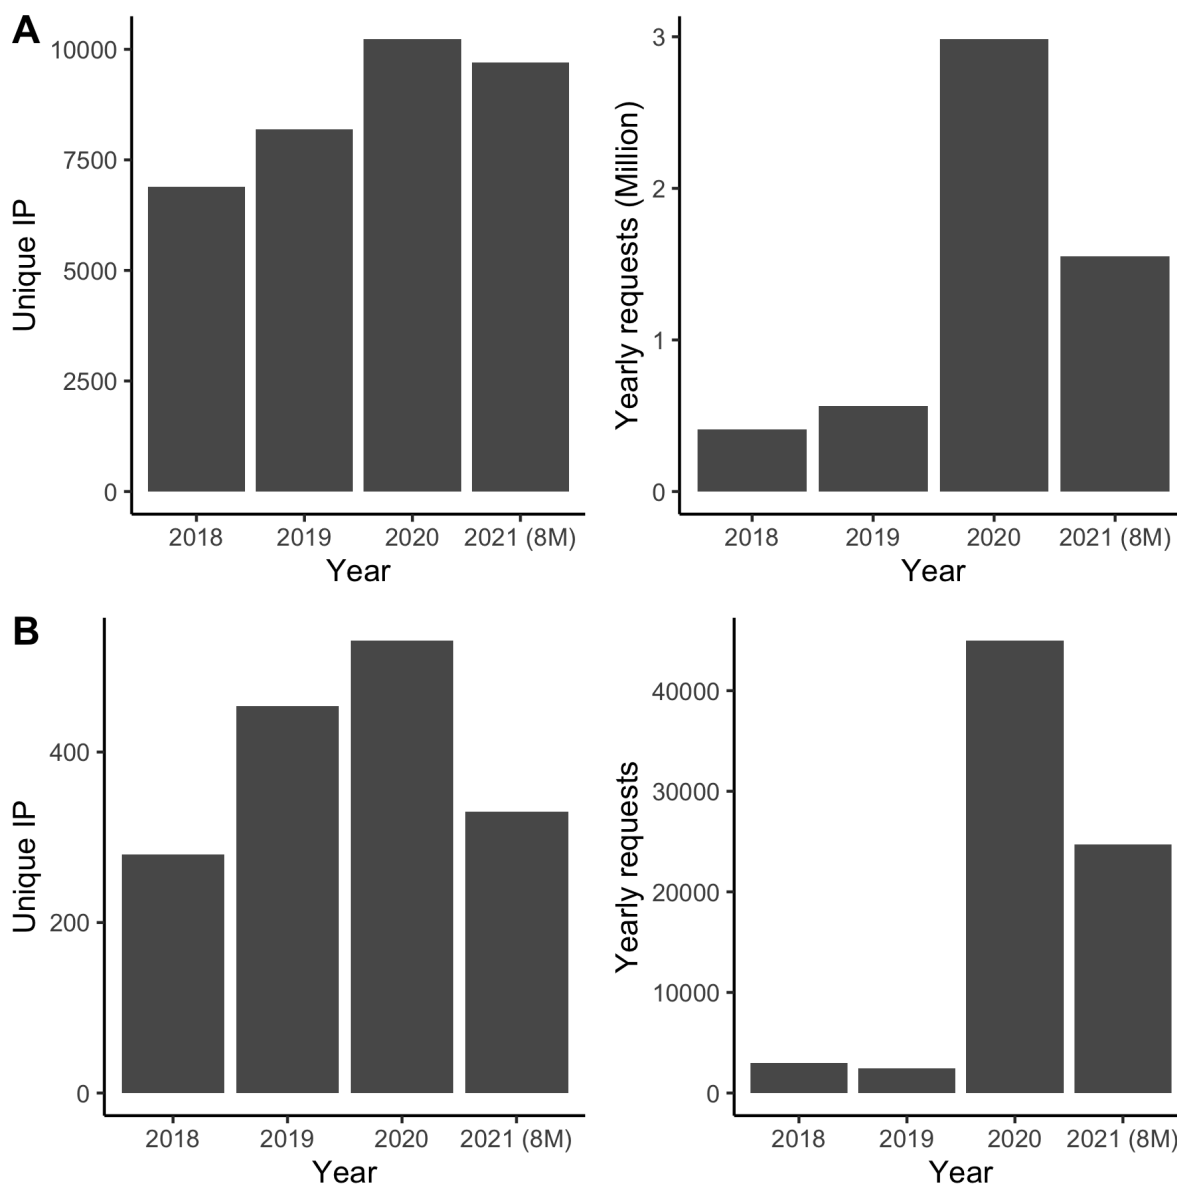 A
Unique IP
10000
7500
5000
2500
0
2018 2019 2020 2021 (8M)
Year
Yearly requests (Million)
3
2
1
0
2018 2019 2020 2021 (8M)
Year
B
Unique IP
400
200
0
2018 2019 2020 2021 (8M)
Year
Yearly requests
40000
30000
20000
10000
0
2018 2019 2020 2021 (8M)
Year